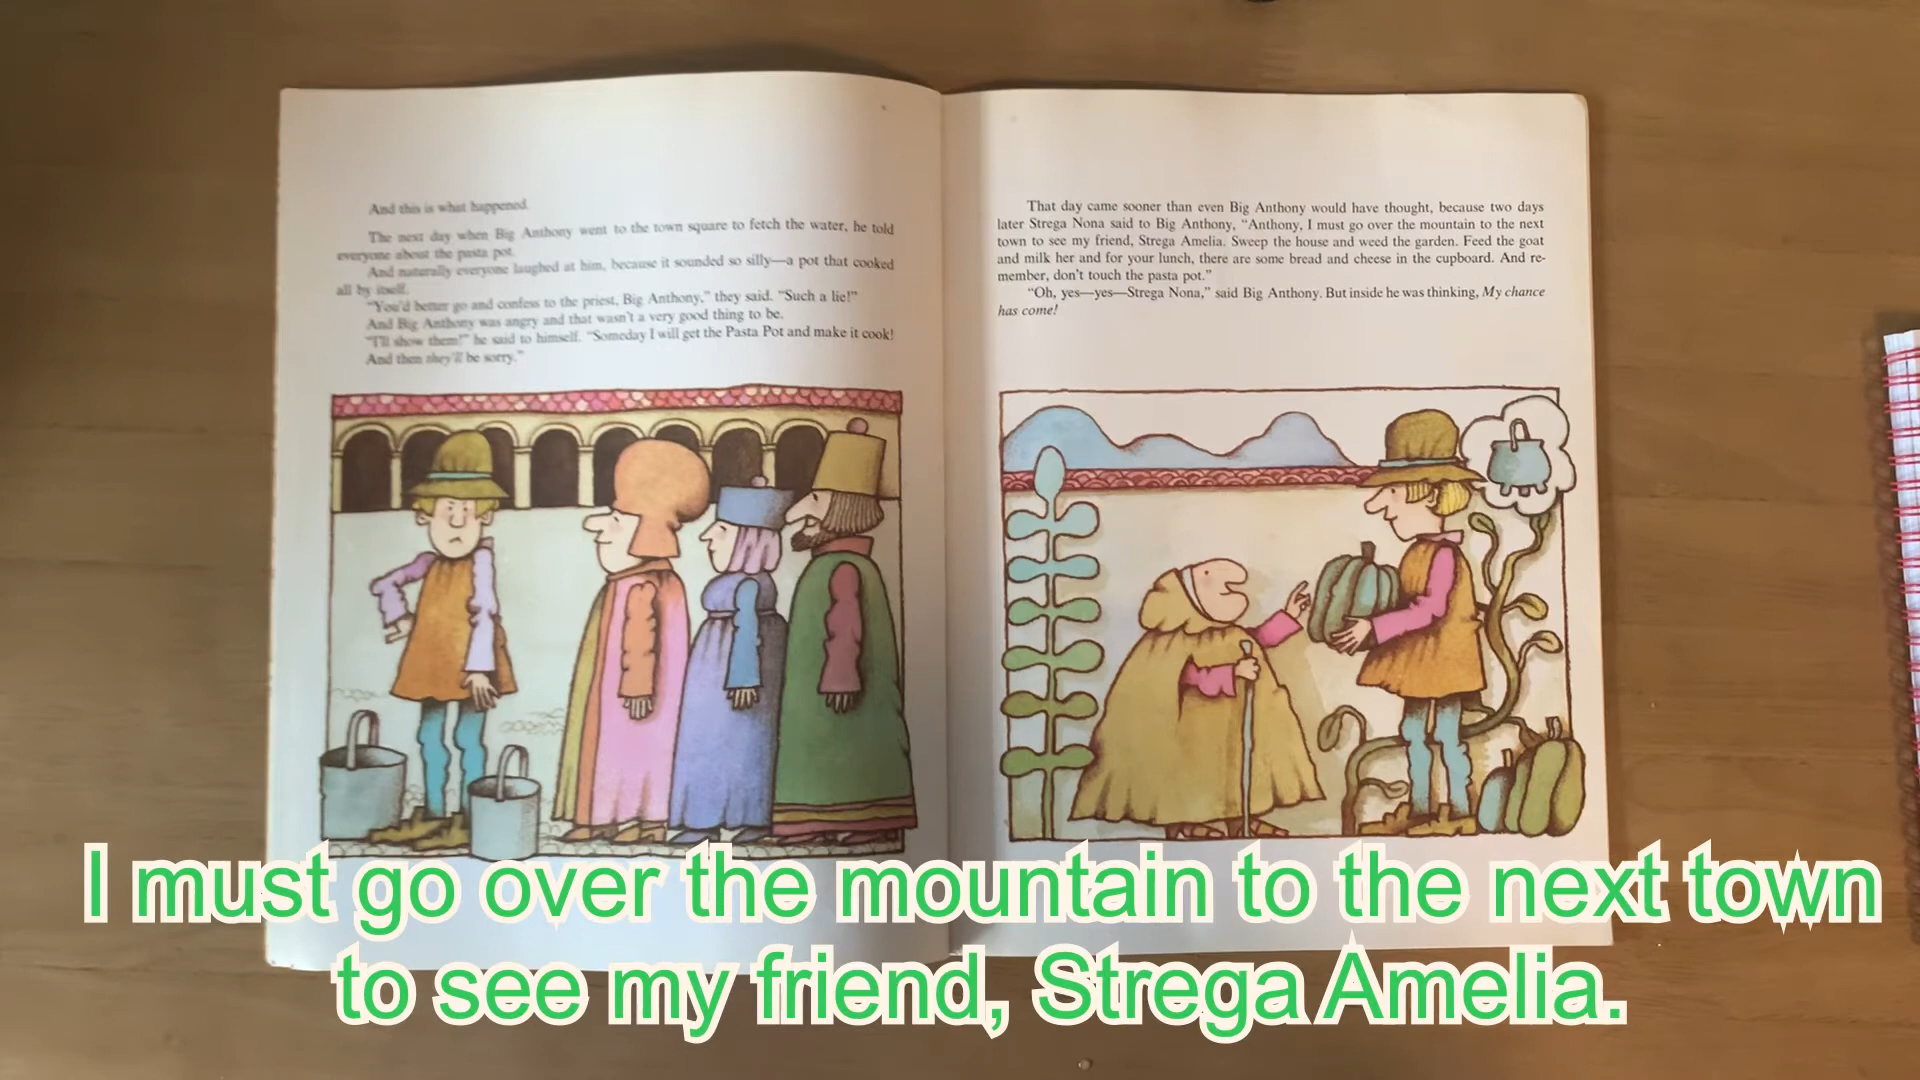 And this is what happened.
The next day when Big Anthony went to the town square to fetch the water, he told
everyone about the pasta pot.
And naturally everyone laughed at him, because it sounded so silly—a pot that cooked
all by itself.
“You’d better go and confess to the priest, Big Anthony,” they said. “Such a lie!”
And Big Anthony was angry and that wasn’t a very good thing to be.
“I’ll show them!” he said to himself. “Someday I will get the Pasta Pot and make it cook!
And then they’ll be sorry.”
That day came sooner than even Big Anthony would have thought, because two days
later Strega Nona said to Big Anthony, “Anthony, I must go over the mountain to the next
town to see my friend, Strega Amelia. Sweep the house and weed the garden. Feed the goat
and milk her and for your lunch, there are some bread and cheese in the cupboard. And re-
member, don’t touch the pasta pot.”
“Oh, yes—yes—Strega Nona,” said Big Anthony. But inside he was thinking, My chance
has come!
I must go over the mountain to the next town
to see my friend, Strega Amelia.